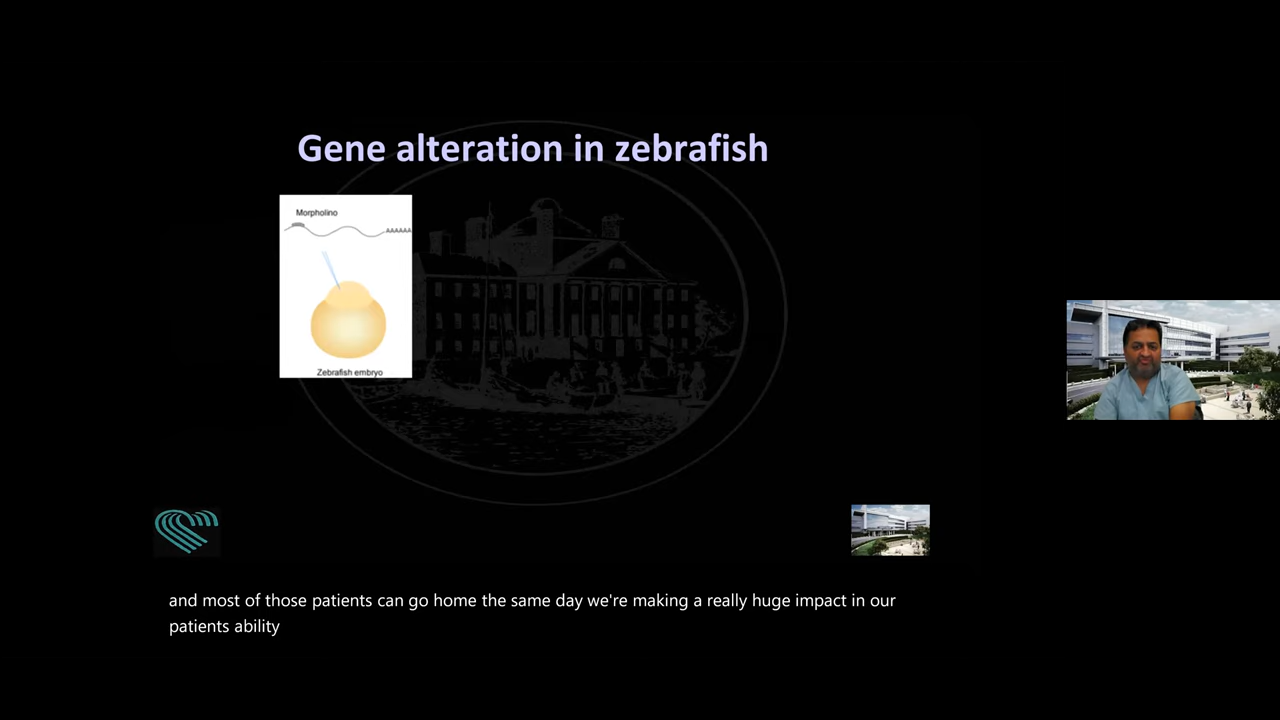 Gene alteration in zebrafish
Morpholino
AAAAAA
Zebrafish embryo
and most of those patients can go home the same day we're making a really huge impact in our
patients ability